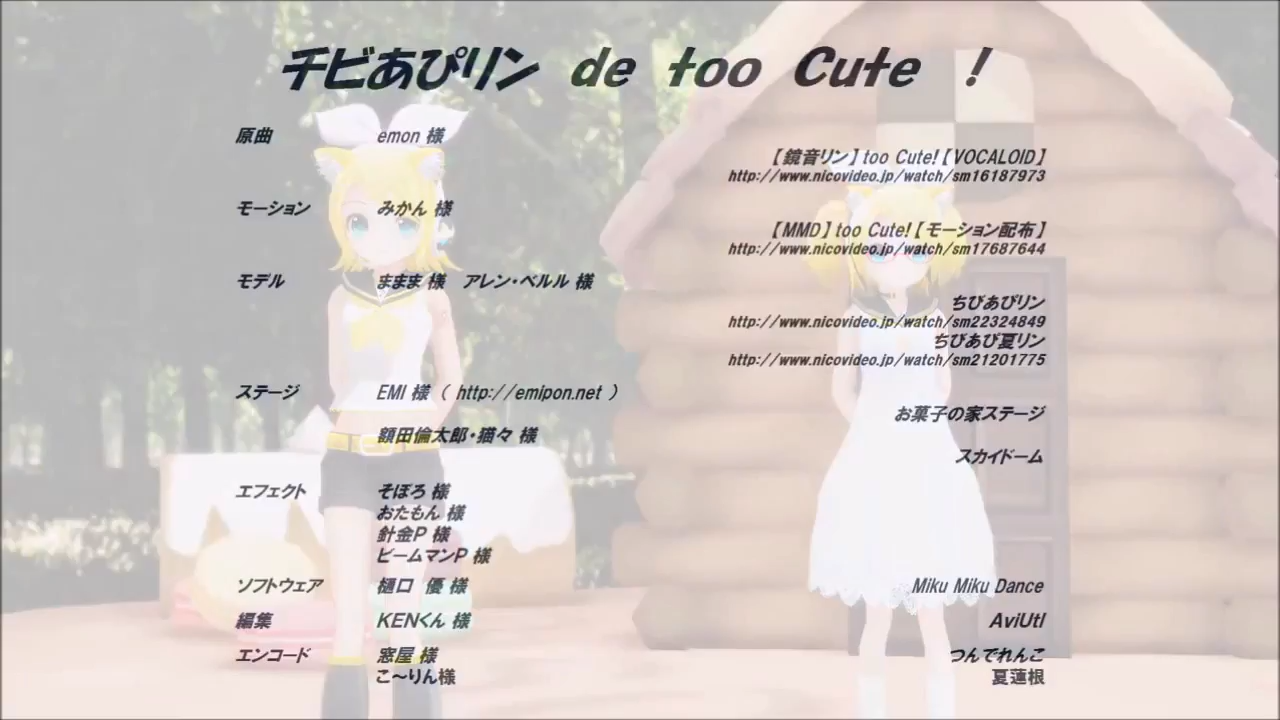 チビあぴリン de too Cute !
原曲 emon 様
【鏡音リン】too Cute!【VOCALOID】
http://www.nicovideo.jp/watch/sm16187973
モーション みかん 様
【MMD】too Cute!【モーション配布】
http://www.nicovideo.jp/watch/sm17687644
モデル ままま 様 アレン・ベルル 様
ちびあぴリン
http://www.nicovideo.jp/watch/sm22324849
ちびあぴ夏リン
http://www.nicovideo.jp/watch/sm21201775
ステージ EMI 様 ( http://emipon.net )
お菓子の家ステージ
額田倫太郎・猫々 様
スカイドーム
エフェクト そぼろ 様
おたもん 様
針金P 様
ビームマンP 様
ソフトウェア 樋口 優 様 Miku Miku Dance
編集 KENくん 様 AviUtl
エンコード 窓屋 様 つんでれんこ
こ～りん様 夏蓮根